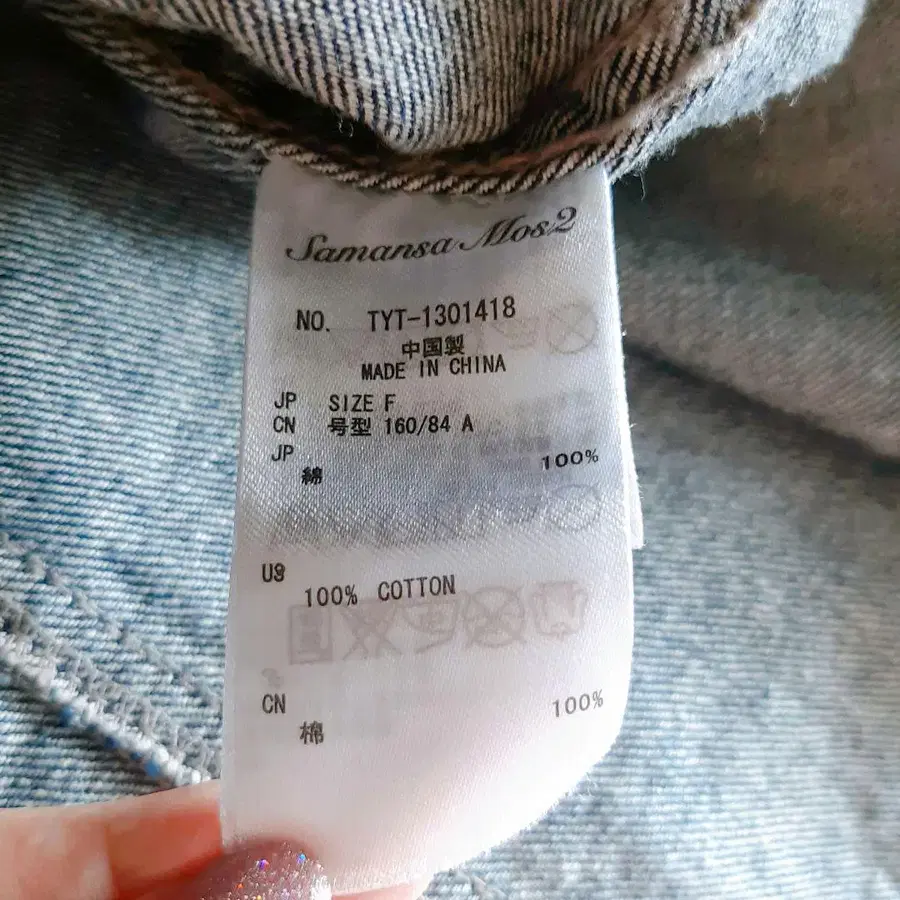 Samansa Mos2
NO. TYT-1301418
中国製
MADE IN CHINA
JP SIZE F
CN 号型 160/84 A
JP
綿 100%
US
100% COTTON
CN
棉 100%